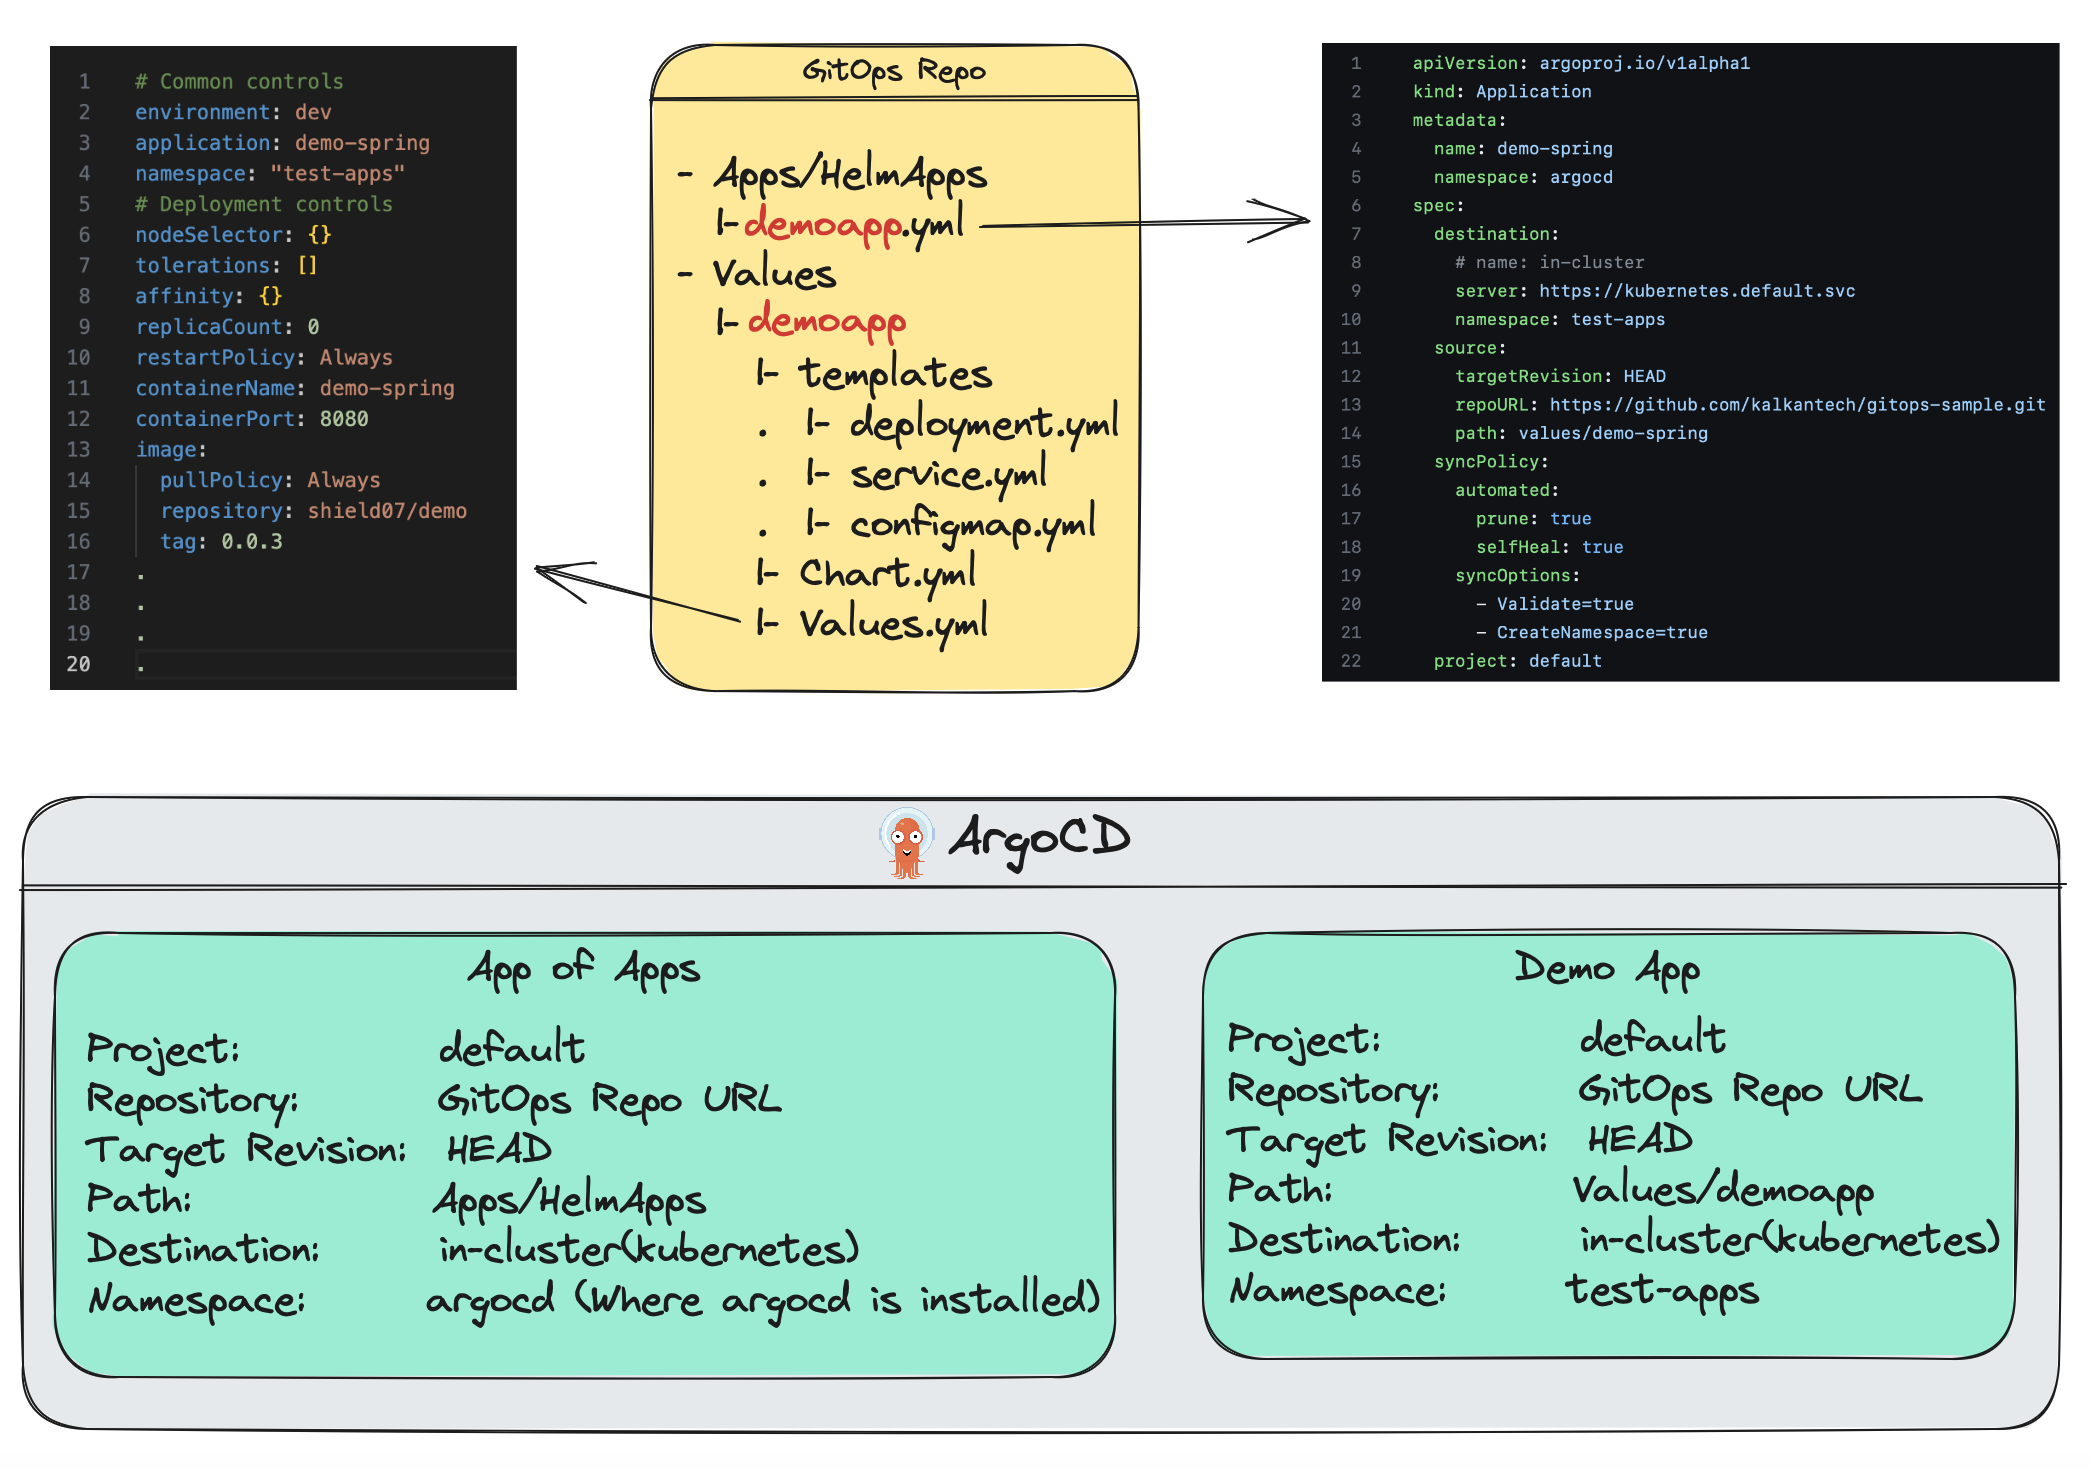 1 # Common controls
2 environment: dev
3 application: demo-spring
4 namespace: "test-apps"
5 # Deployment controls
6 nodeSelector: {}
7 tolerations: []
8 affinity: {}
9 replicaCount: 0
10 restartPolicy: Always
11 containerName: demo-spring
12 containerPort: 8080
13 image:
14 pullPolicy: Always
15 repository: shield07/demo
16 tag: 0.0.3
17 .
18 .
19 .
20 .
GitOps Repo
- Apps/HelmApps
|- demoapp.yml
- Values
|- demoapp
|- templates
. |- deployment.yml
. |- service.yml
. |- configmap.yml
|- Chart.yml
|- Values.yml
1 apiVersion: argoproj.io/v1alpha1
2 kind: Application
3 metadata:
4 name: demo-spring
5 namespace: argocd
6 spec:
7 destination:
8 # name: in-cluster
9 server: https://kubernetes.default.svc
10 namespace: test-apps
11 source:
12 targetRevision: HEAD
13 repoURL: https://github.com/kalkantech/gitops-sample.git
14 path: values/demo-spring
15 syncPolicy:
16 automated:
17 prune: true
18 selfHeal: true
19 syncOptions:
20 - Validate=true
21 - CreateNamespace=true
22 project: default
ArgoCD
App of Apps
Project: default
Repository: GitOps Repo URL
Target Revision: HEAD
Path: Apps/HelmApps
Destination: in-cluster(kubernetes)
Namespace: argocd (Where argocd is installed)
Demo App
Project: default
Repository: GitOps Repo URL
Target Revision: HEAD
Path: Values/demoapp
Destination: in-cluster(kubernetes)
Namespace: test-apps